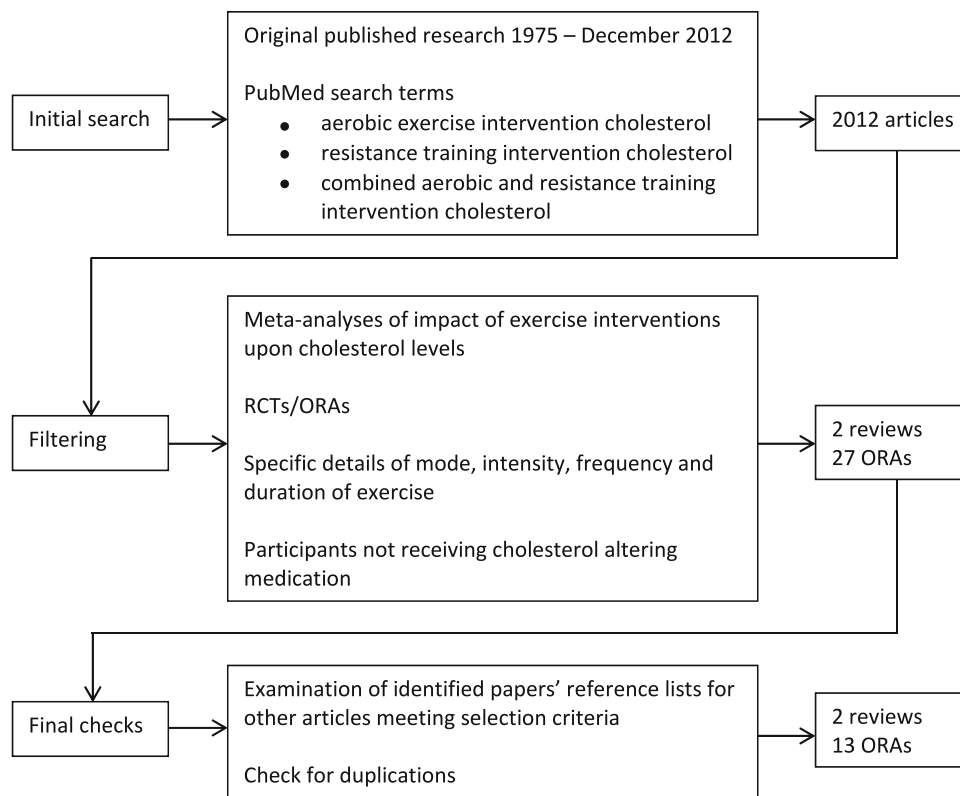 Initial search
Original published research 1975 – December 2012
PubMed search terms
● aerobic exercise intervention cholesterol
● resistance training intervention cholesterol
● combined aerobic and resistance training
intervention cholesterol
2012 articles
Filtering
Meta-analyses of impact of exercise interventions
upon cholesterol levels
RCTs/ORAs
Specific details of mode, intensity, frequency and
duration of exercise
Participants not receiving cholesterol altering
medication
2 reviews
27 ORAs
Final checks
Examination of identified papers’ reference lists for
other articles meeting selection criteria
Check for duplications
2 reviews
13 ORAs